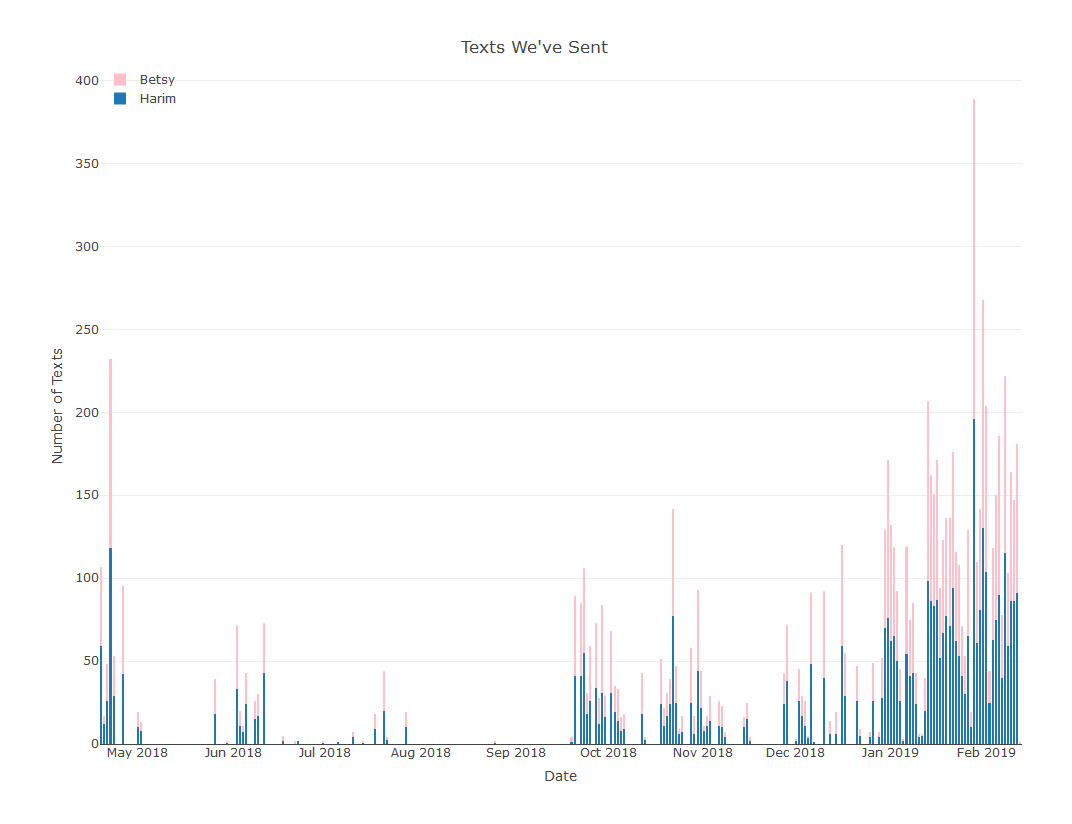 Texts We've Sent
Betsy
Harim
400
350
300
250
200
150
100
50
0
Number of Texts
May 2018 Jun 2018 Jul 2018 Aug 2018 Sep 2018 Oct 2018 Nov 2018 Dec 2018 Jan 2019 Feb 2019
Date